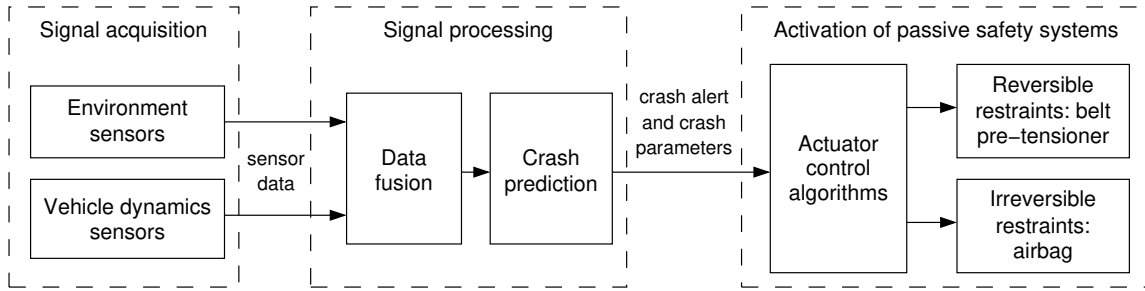 Signal acquisition
Environment
sensors
Vehicle dynamics
sensors
sensor
data
Signal processing
Data
fusion
Crash
prediction
crash alert
and crash
parameters
Activation of passive safety systems
Actuator
control
algorithms
Reversible
restraints: belt
pre−tensioner
Irreversible
restraints:
airbag